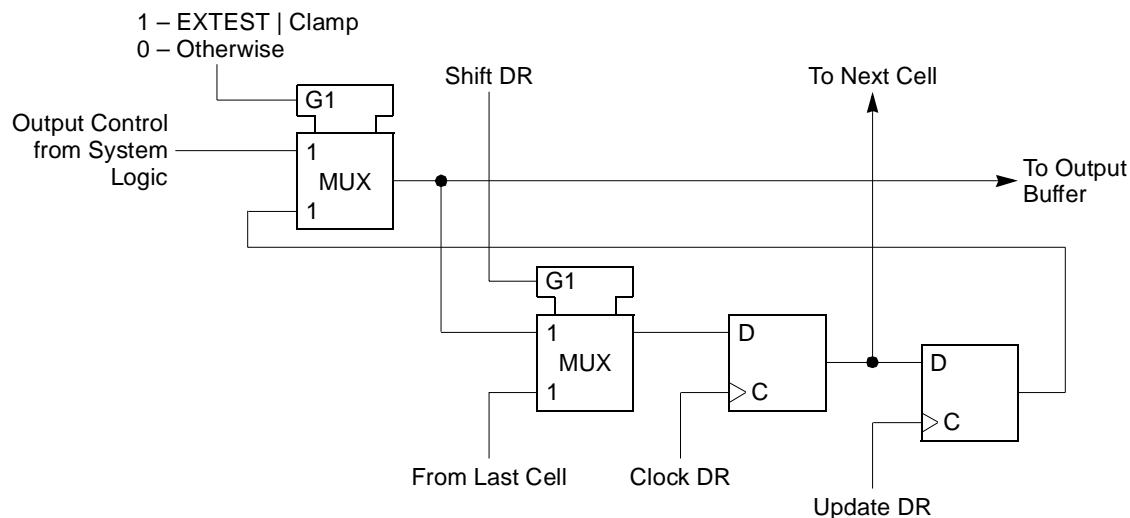 1 – EXTEST | Clamp
0 – Otherwise
Shift DR
To Next Cell
G1
Output Control
from System
Logic
1
MUX
1
To Output
Buffer
G1
1
MUX
1
D
C
D
C
From Last Cell
Clock DR
Update DR